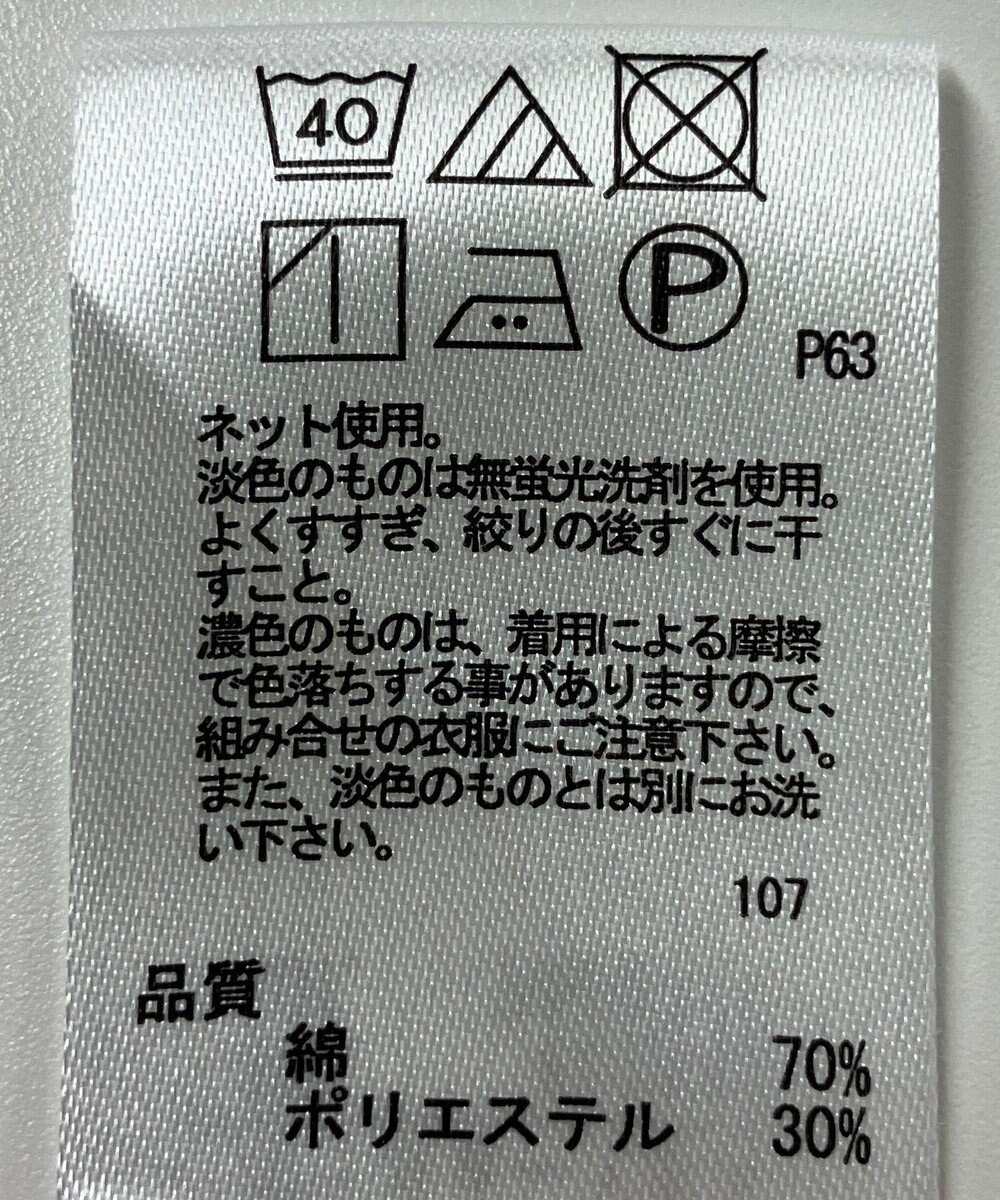 40
P
P63
ネット使用。
淡色のものは無蛍光洗剤を使用。
よくすすぎ、絞りの後すぐに干
すこと。
濃色のものは、着用による摩擦
で色落ちする事がありますので、
組み合せの衣服にご注意下さい。
また、淡色のものとは別にお洗
い下さい。
107
品質
綿 70%
ポリエステル 30%